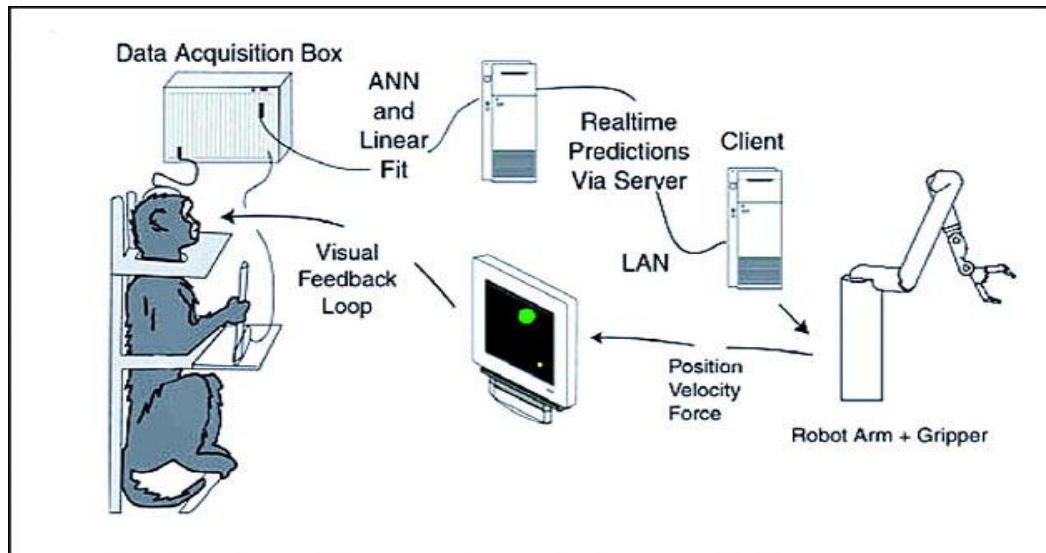 Data Acquisition Box
ANN
and
Linear
Fit
Realtime
Predictions
Via Server
Client
LAN
Visual
Feedback
Loop
Position
Velocity
Force
Robot Arm + Gripper